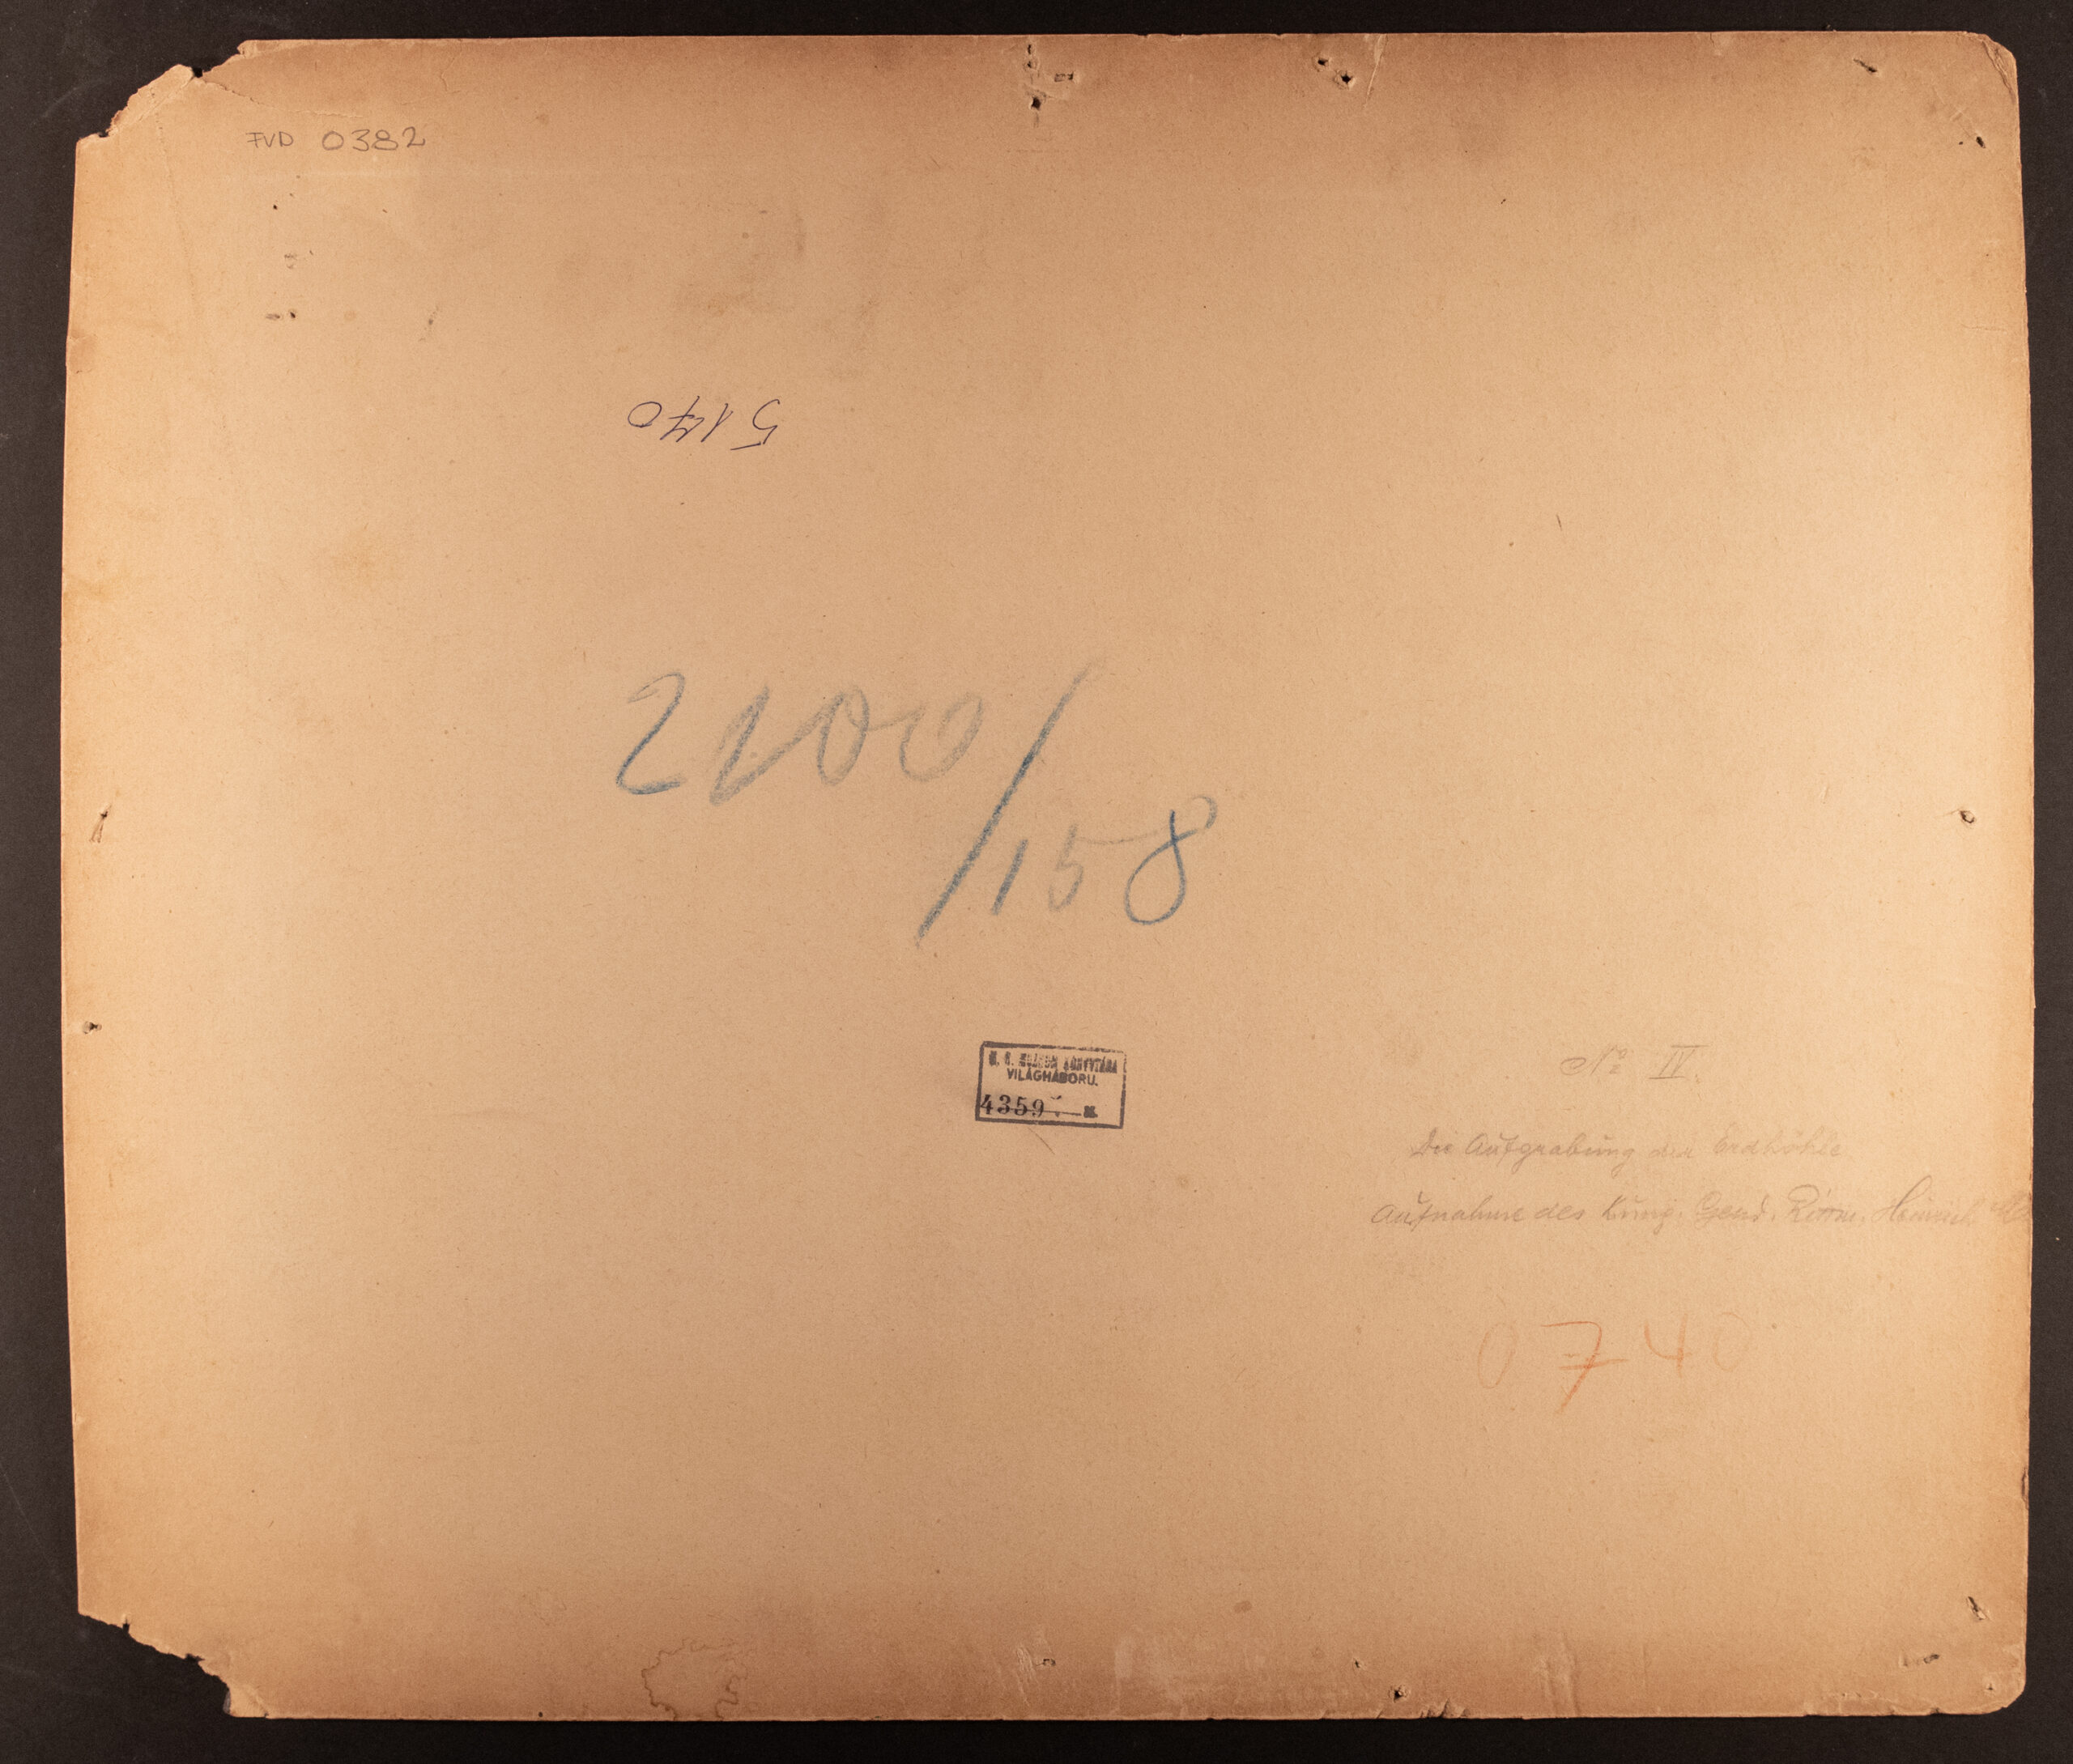 FVD 0382
5140
2100/158
M. N. MUZEUM KÖNYVTÁRA
VILÁGHÁBORU.
4359
No IV.
Die Aufgrabung der Erdhöhle
Aufnahme des Kung. Gend. Rittm. Heinrich
0740